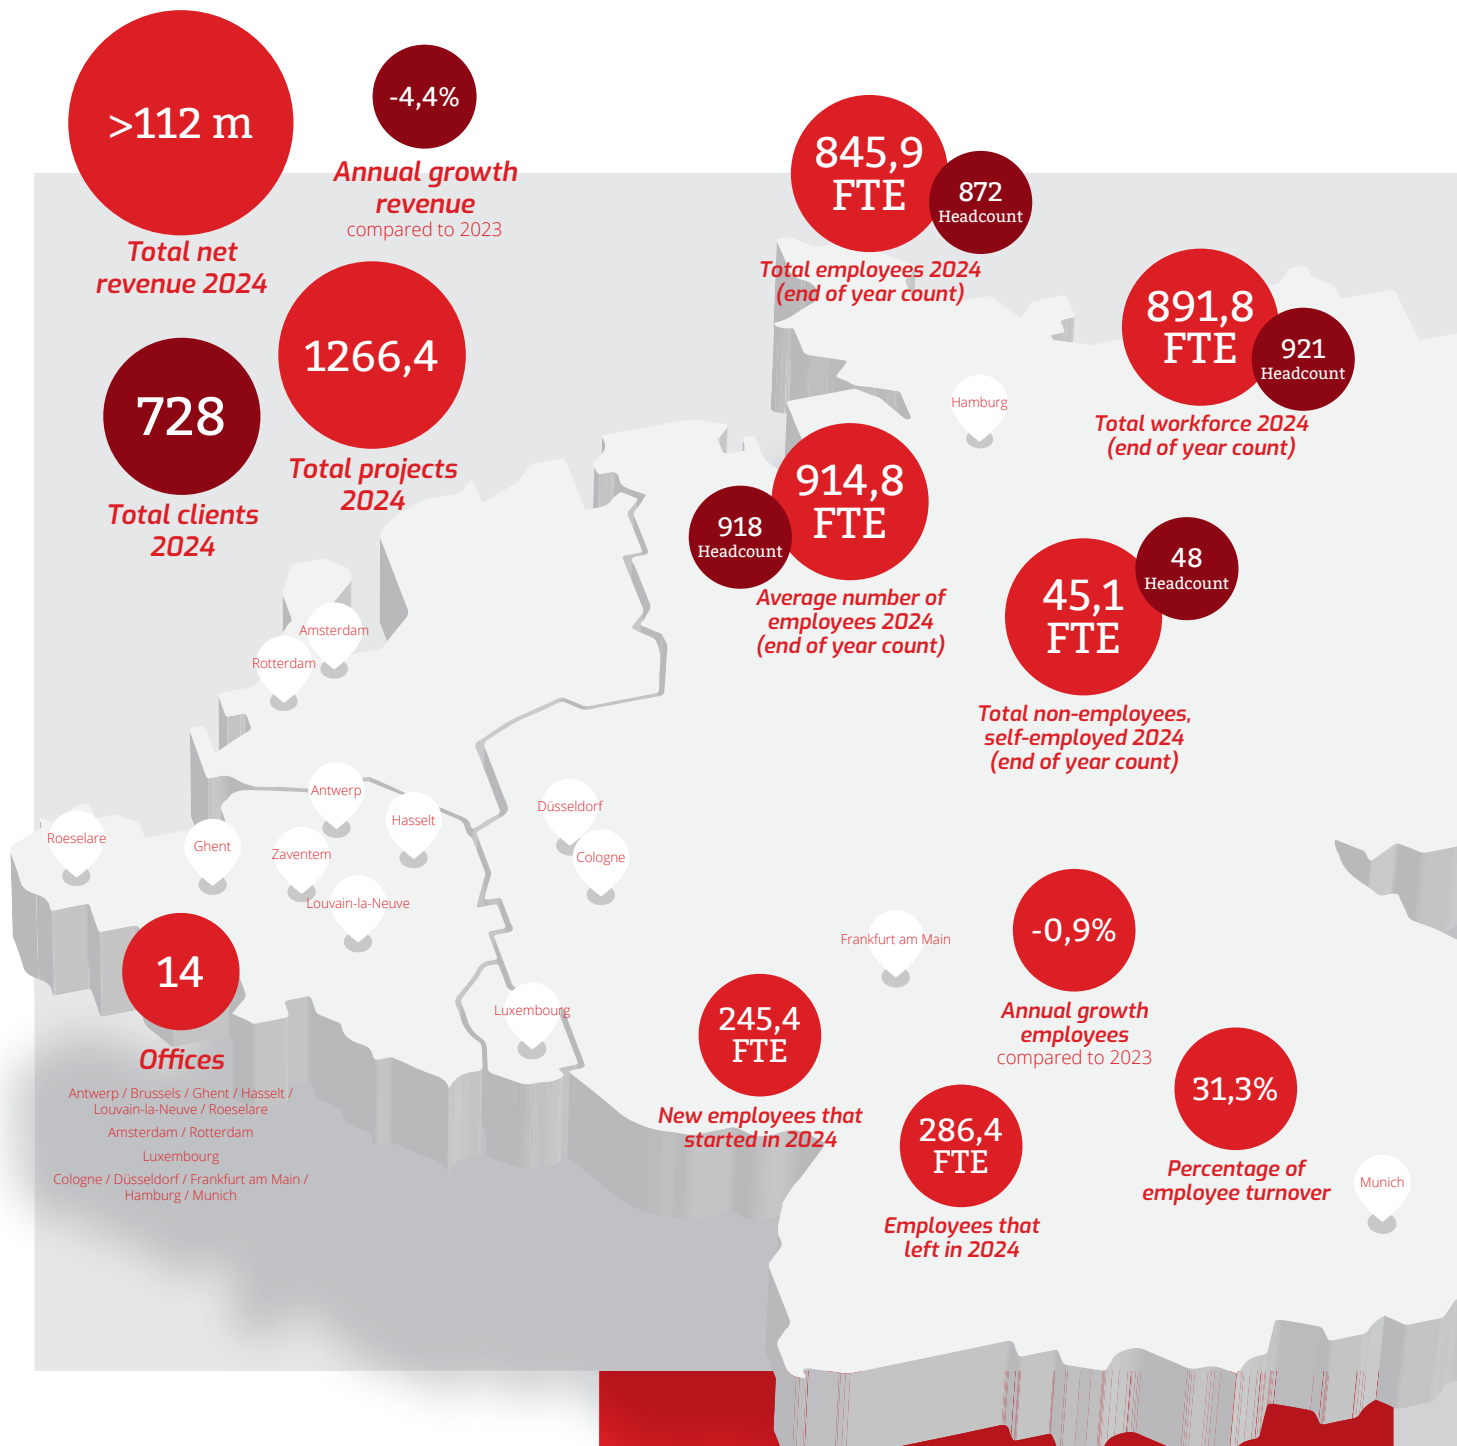 >112 m
Total net
revenue 2024
-4,4%
Annual growth
revenue
compared to 2023
1266,4
Total projects
2024
728
Total clients
2024
845,9
FTE
872
Headcount
Total employees 2024
(end of year count)
891,8
FTE
921
Headcount
Total workforce 2024
(end of year count)
914,8
FTE
918
Headcount
Average number of
employees 2024
(end of year count)
45,1
FTE
48
Headcount
Total non-employees,
self-employed 2024
(end of year count)
Hamburg
Amsterdam
Rotterdam
Antwerp
Hasselt
Düsseldorf
Roeselare
Ghent
Zaventem
Cologne
Louvain-la-Neuve
Frankfurt am Main
Luxembourg
14
Offices
Antwerp / Brussels / Ghent / Hasselt /
Louvain-la-Neuve / Roeselare
Amsterdam / Rotterdam
Luxembourg
Cologne / Düsseldorf / Frankfurt am Main /
Hamburg / Munich
-0,9%
Annual growth
employees
compared to 2023
245,4
FTE
New employees that
started in 2024
286,4
FTE
Employees that
left in 2024
31,3%
Percentage of
employee turnover
Munich